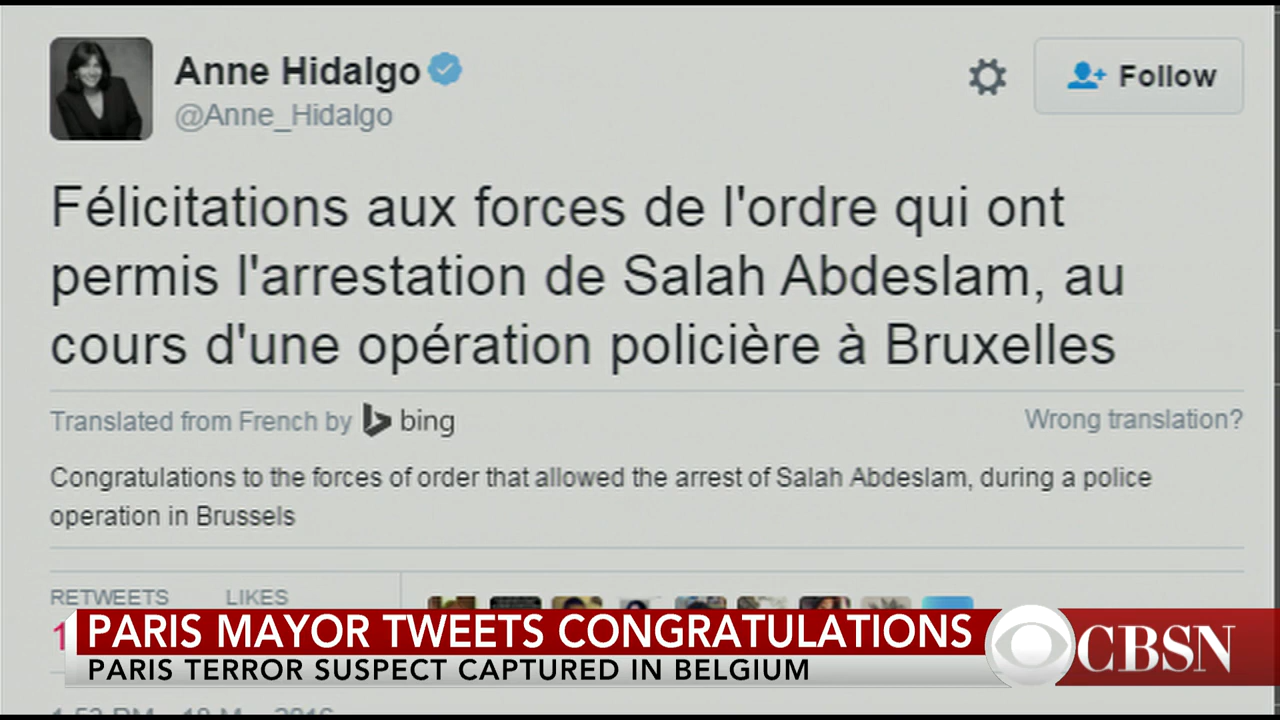 Anne Hidalgo
@Anne_Hidalgo
Follow
Félicitations aux forces de l'ordre qui ont
permis l'arrestation de Salah Abdeslam, au
cours d'une opération policière à Bruxelles
Translated from French by bing
Wrong translation?
Congratulations to the forces of order that allowed the arrest of Salah Abdeslam, during a police
operation in Brussels
RETWEETS LIKES
PARIS MAYOR TWEETS CONGRATULATIONS
PARIS TERROR SUSPECT CAPTURED IN BELGIUM
CBSN